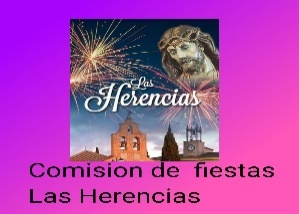 Las
Herencias
Comision de fiestas
Las Herencias